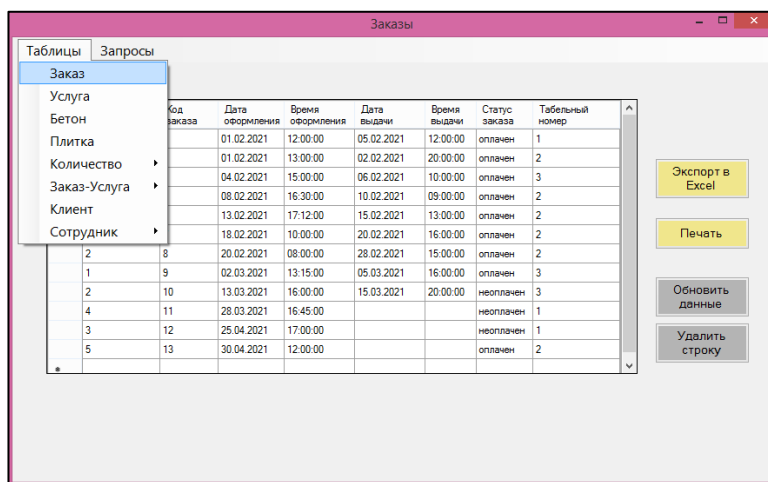 Заказы
Таблицы Запросы
Заказ
Услуга
Бетон
Плитка
Количество
Заказ-Услуга
Клиент
Сотрудник
Код заказа Дата оформления Время оформления Дата выдачи Время выдачи Статус заказа Табельный номер
01.02.2021 12:00:00 05.02.2021 12:00:00 оплачен 1
01.02.2021 13:00:00 02.02.2021 20:00:00 оплачен 2
04.02.2021 15:00:00 06.02.2021 10:00:00 оплачен 3
08.02.2021 16:30:00 10.02.2021 09:00:00 оплачен 2
13.02.2021 17:12:00 15.02.2021 13:00:00 оплачен 2
18.02.2021 10:00:00 20.02.2021 16:00:00 оплачен 2
2 8 20.02.2021 08:00:00 28.02.2021 15:00:00 оплачен 2
1 9 02.03.2021 13:15:00 05.03.2021 16:00:00 оплачен 3
2 10 13.03.2021 16:00:00 15.03.2021 20:00:00 неоплачен 3
4 11 28.03.2021 16:45:00 неоплачен 1
3 12 25.04.2021 17:00:00 неоплачен 1
5 13 30.04.2021 12:00:00 оплачен 2
Экспорт в
Excel
Печать
Обновить
данные
Удалить
строку